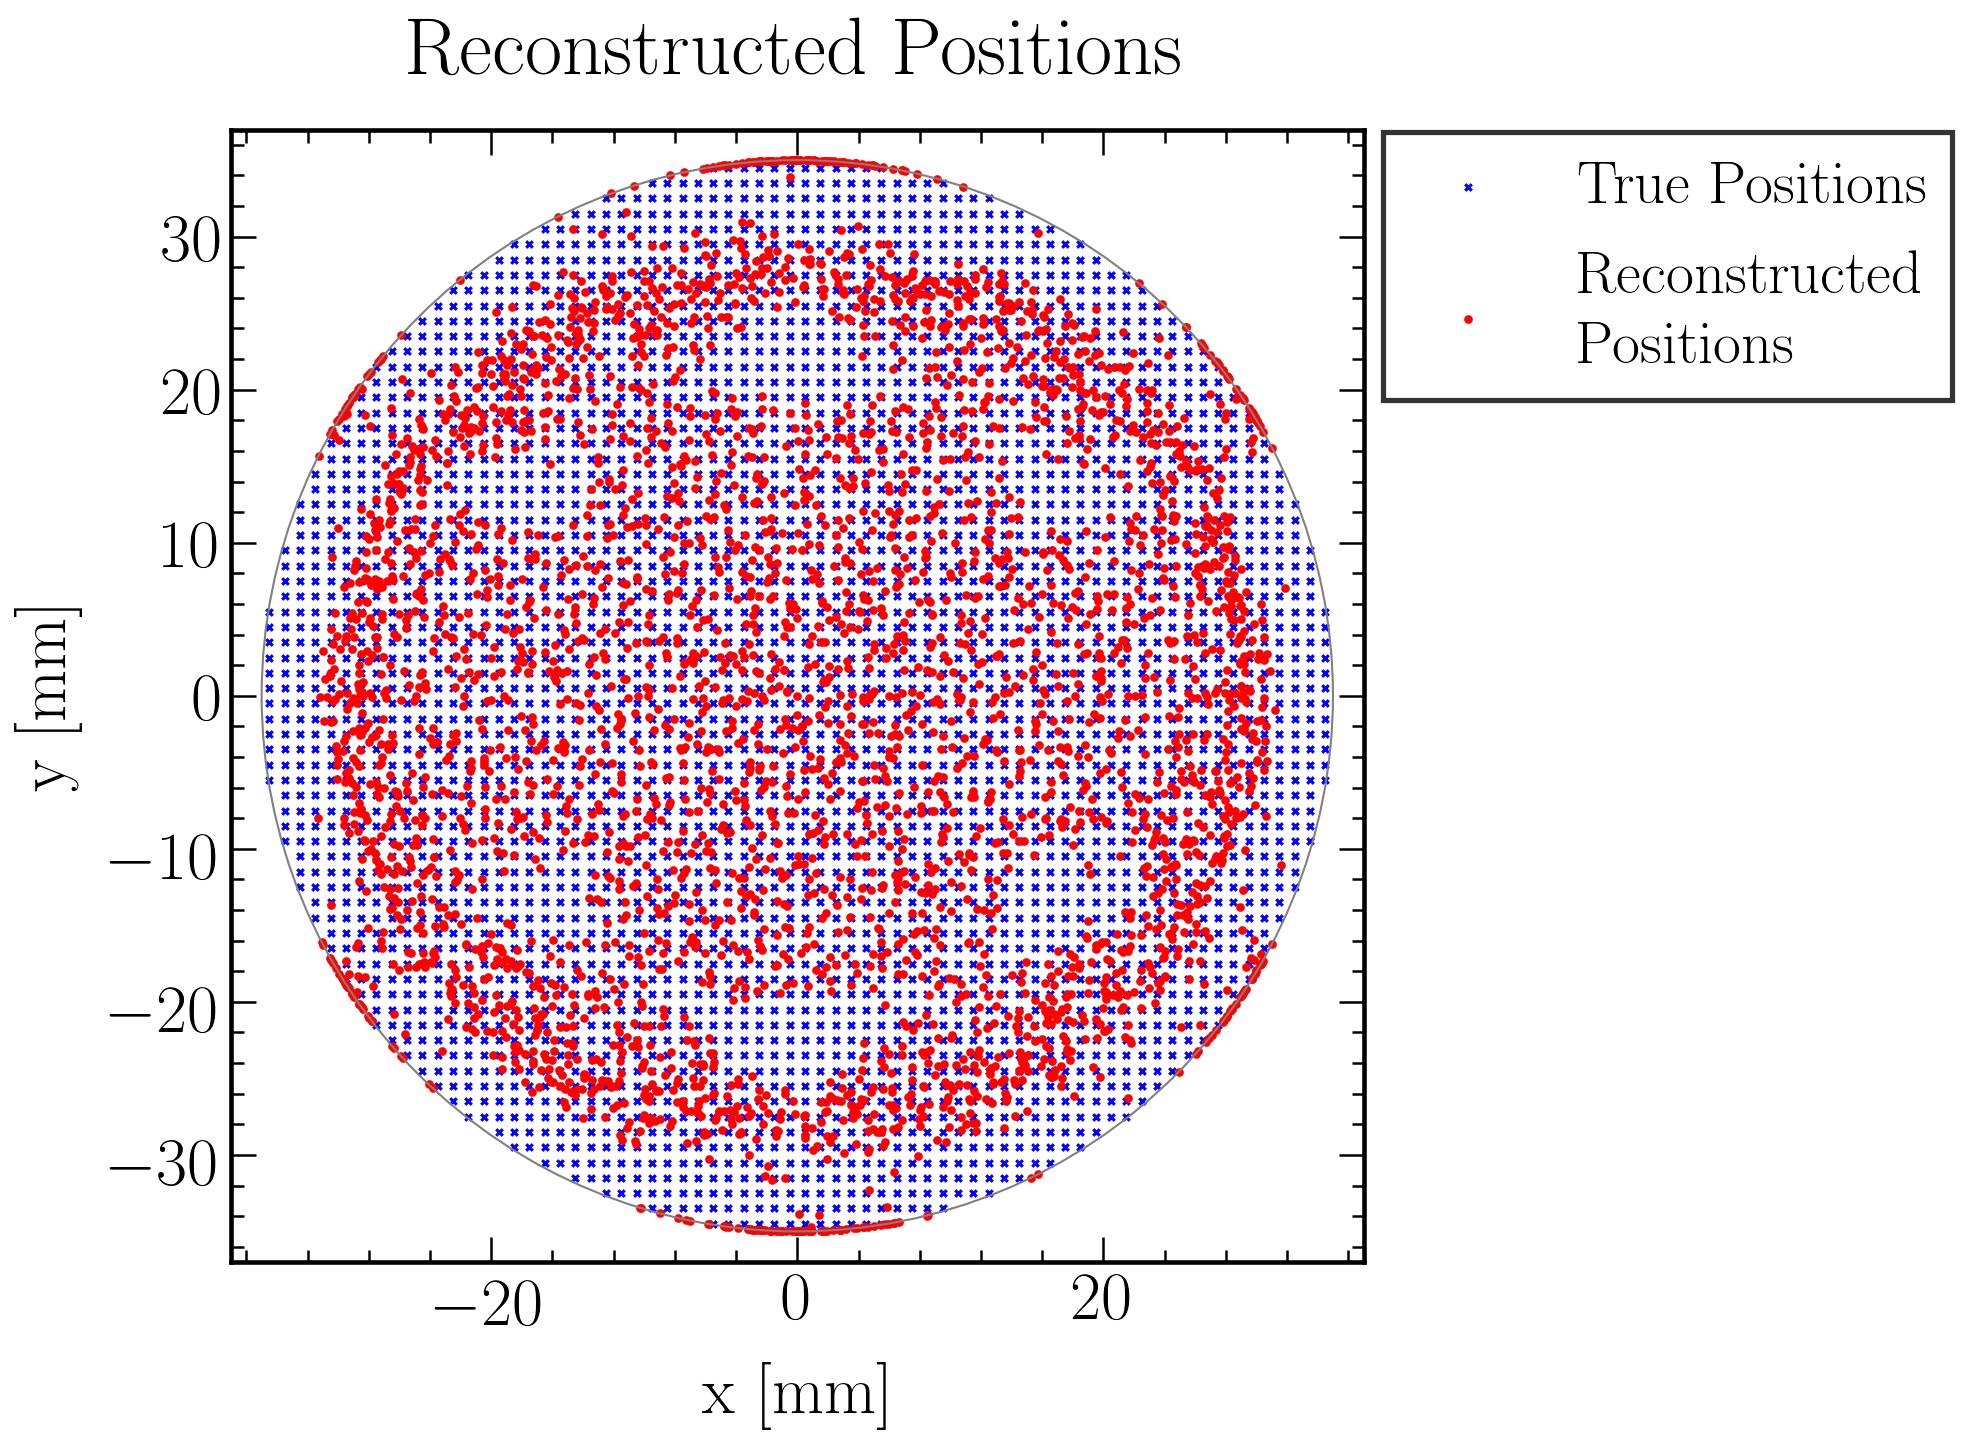 Reconstructed Positions
True Positions
Reconstructed
Positions
30
20
10
0
−10
−20
−30
y [mm]
−20
0
20
x [mm]